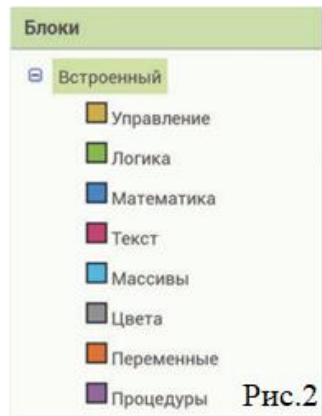 Блоки
Встроенный
Управление
Логика
Математика
Текст
Массивы
Цвета
Переменные
Процедуры
Рис.2